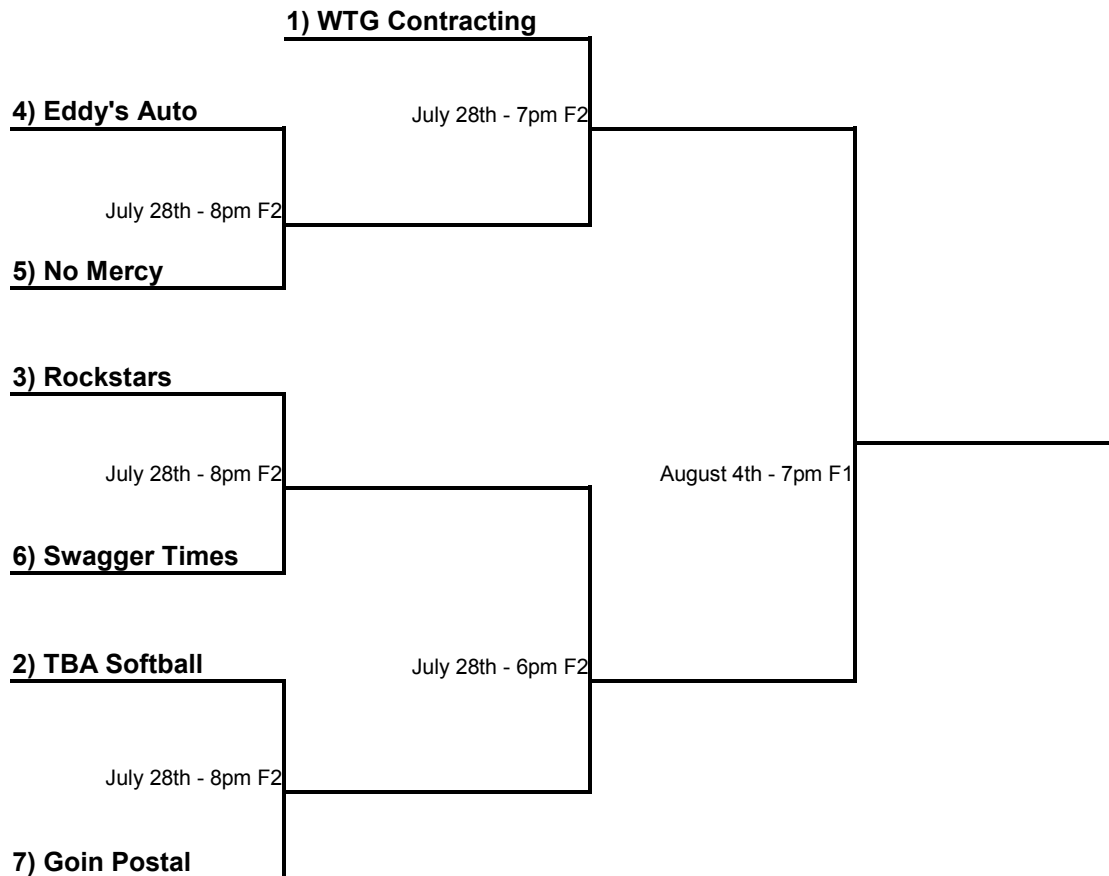 1) WTG Contracting
4) Eddy's Auto
July 28th - 7pm F2
July 28th - 8pm F2
5) No Mercy
3) Rockstars
July 28th - 8pm F2
August 4th - 7pm F1
6) Swagger Times
2) TBA Softball
July 28th - 6pm F2
July 28th - 8pm F2
7) Goin Postal